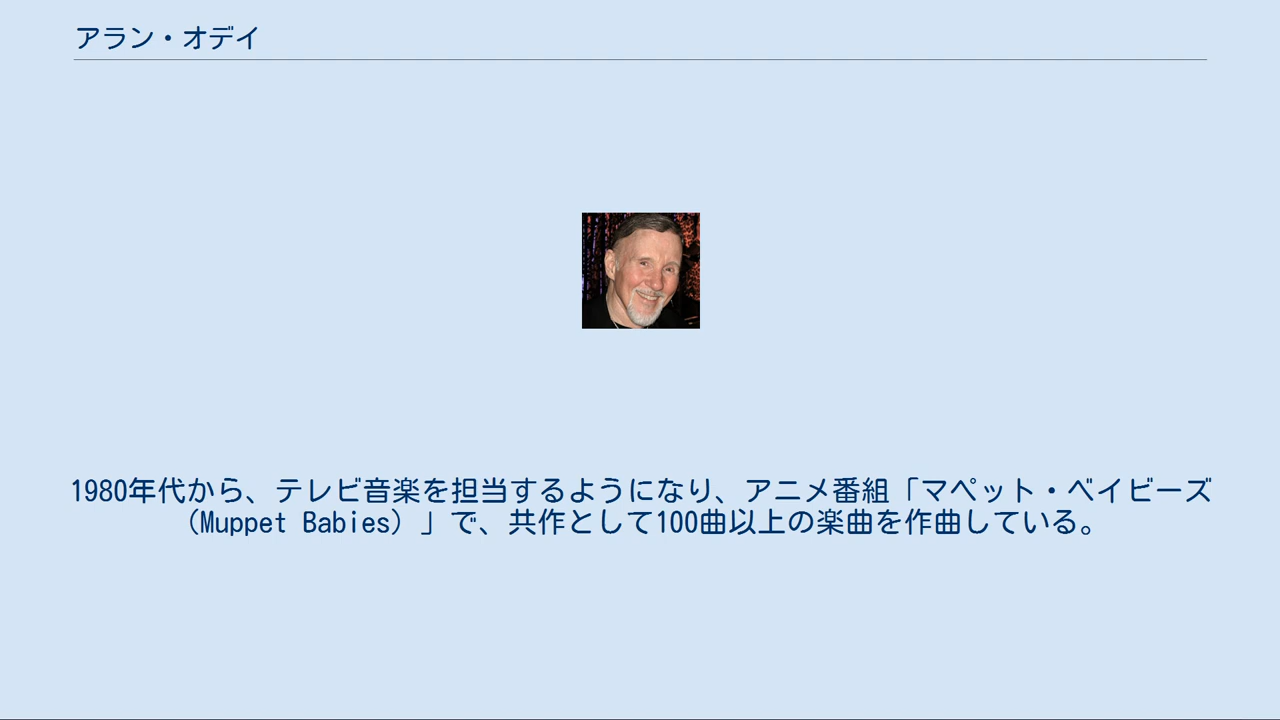 アラン・オデイ
1980年代から、テレビ音楽を担当するようになり、アニメ番組「マペット・ベイビーズ
（Muppet Babies）」で、共作として100曲以上の楽曲を作曲している。